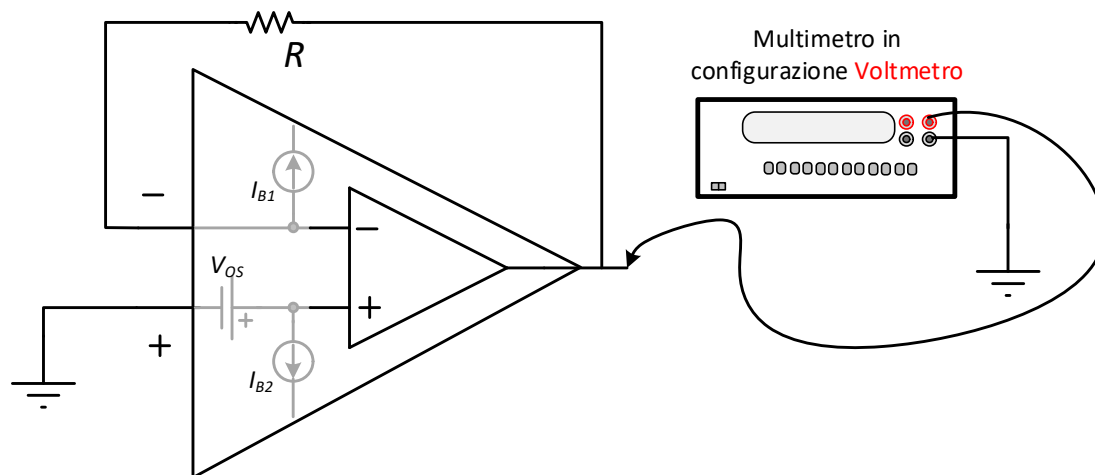 R
Multimetro in
configurazione Voltmetro
−
I_B1
−
V_OS
+
+
+
I_B2